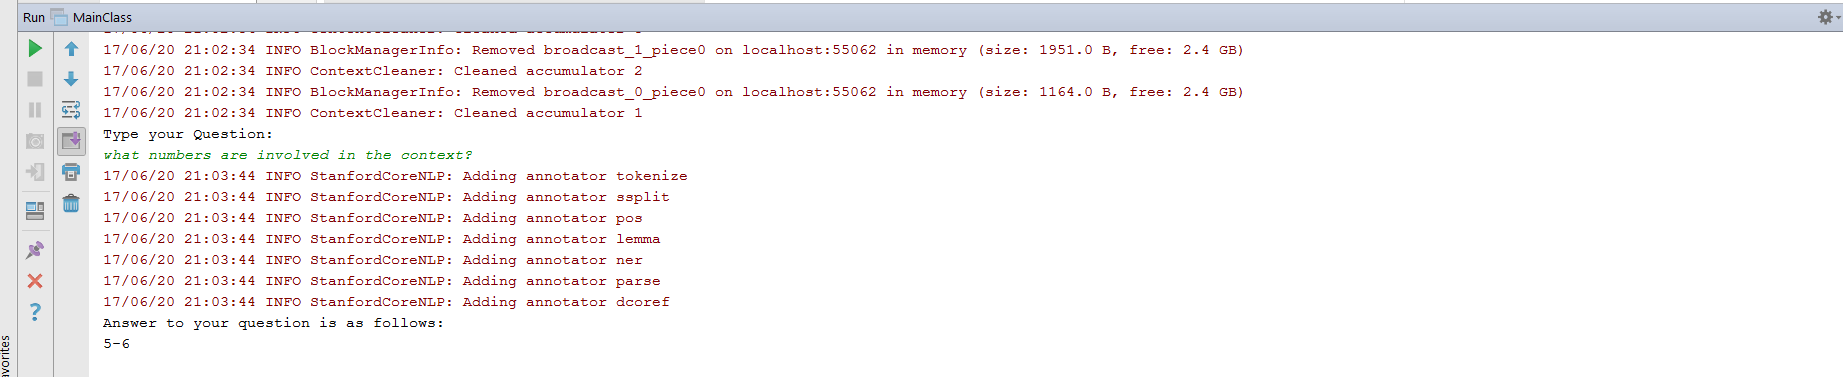 Run MainClass
17/06/20 21:02:34 INFO BlockManagerInfo: Removed broadcast_1_piece0 on localhost:55062 in memory (size: 1951.0 B, free: 2.4 GB)
17/06/20 21:02:34 INFO ContextCleaner: Cleaned accumulator 2
17/06/20 21:02:34 INFO BlockManagerInfo: Removed broadcast_0_piece0 on localhost:55062 in memory (size: 1164.0 B, free: 2.4 GB)
17/06/20 21:02:34 INFO ContextCleaner: Cleaned accumulator 1
Type your Question:
what numbers are involved in the context?
17/06/20 21:03:44 INFO StanfordCoreNLP: Adding annotator tokenize
17/06/20 21:03:44 INFO StanfordCoreNLP: Adding annotator ssplit
17/06/20 21:03:44 INFO StanfordCoreNLP: Adding annotator pos
17/06/20 21:03:44 INFO StanfordCoreNLP: Adding annotator lemma
17/06/20 21:03:44 INFO StanfordCoreNLP: Adding annotator ner
17/06/20 21:03:44 INFO StanfordCoreNLP: Adding annotator parse
17/06/20 21:03:44 INFO StanfordCoreNLP: Adding annotator dcoref
Answer to your question is as follows:
5-6
avorites